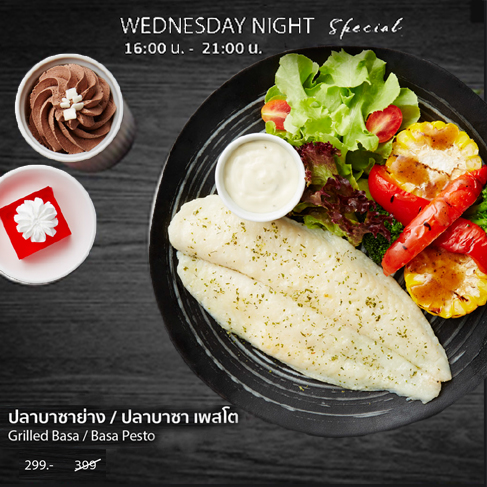 WEDNESDAY NIGHT Special
16:00 น. - 21:00 น.
ปลาบาซาย่าง / ปลาบาซา เพสโต
Grilled Basa / Basa Pesto
299.- 399